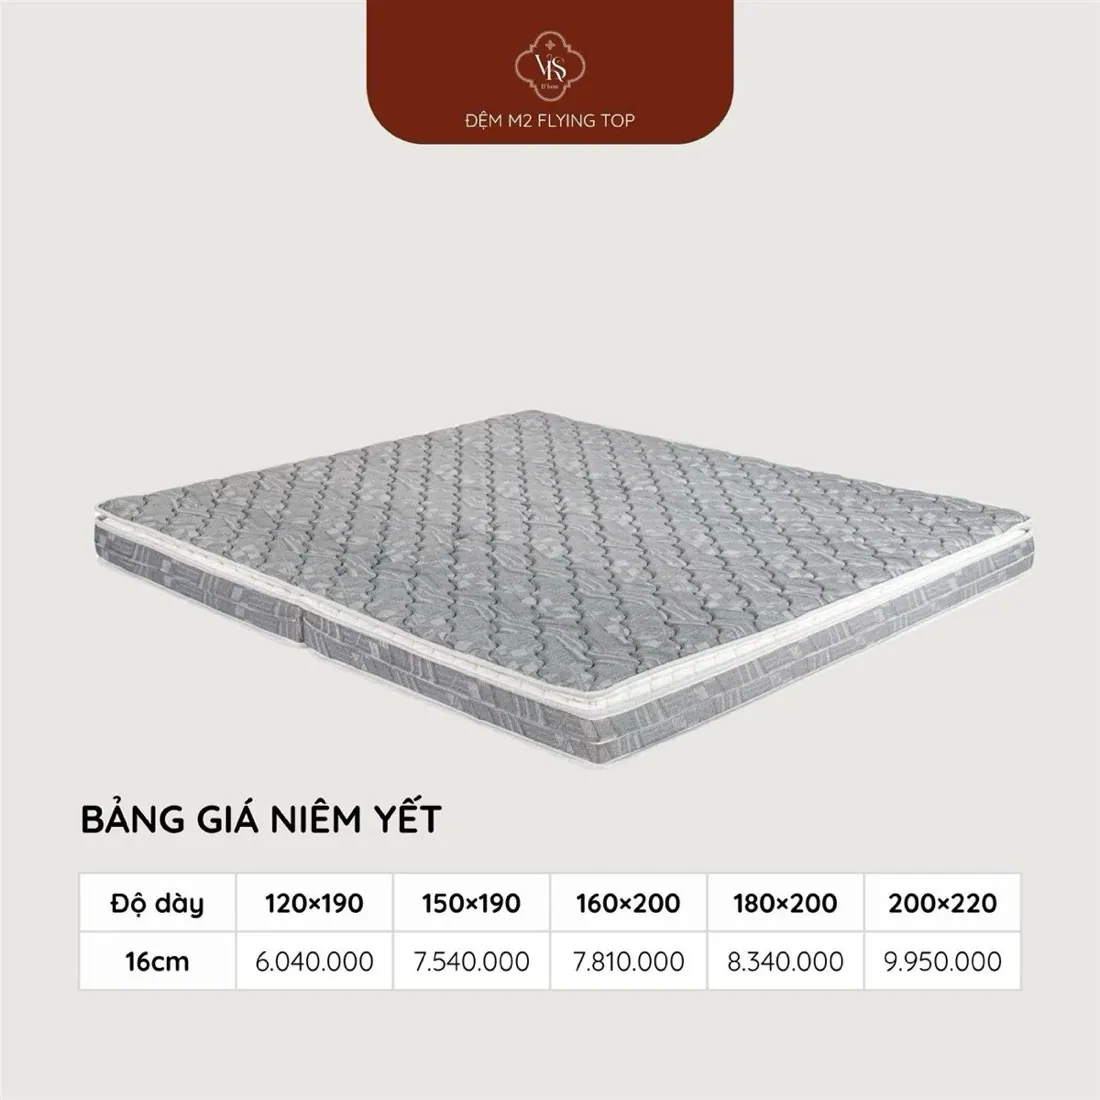 VRS
ĐỆM M2 FLYING TOP
BẢNG GIÁ NIÊM YẾT
Độ dày 120×190 150×190 160×200 180×200 200×220
16cm 6.040.000 7.540.000 7.810.000 8.340.000 9.950.000